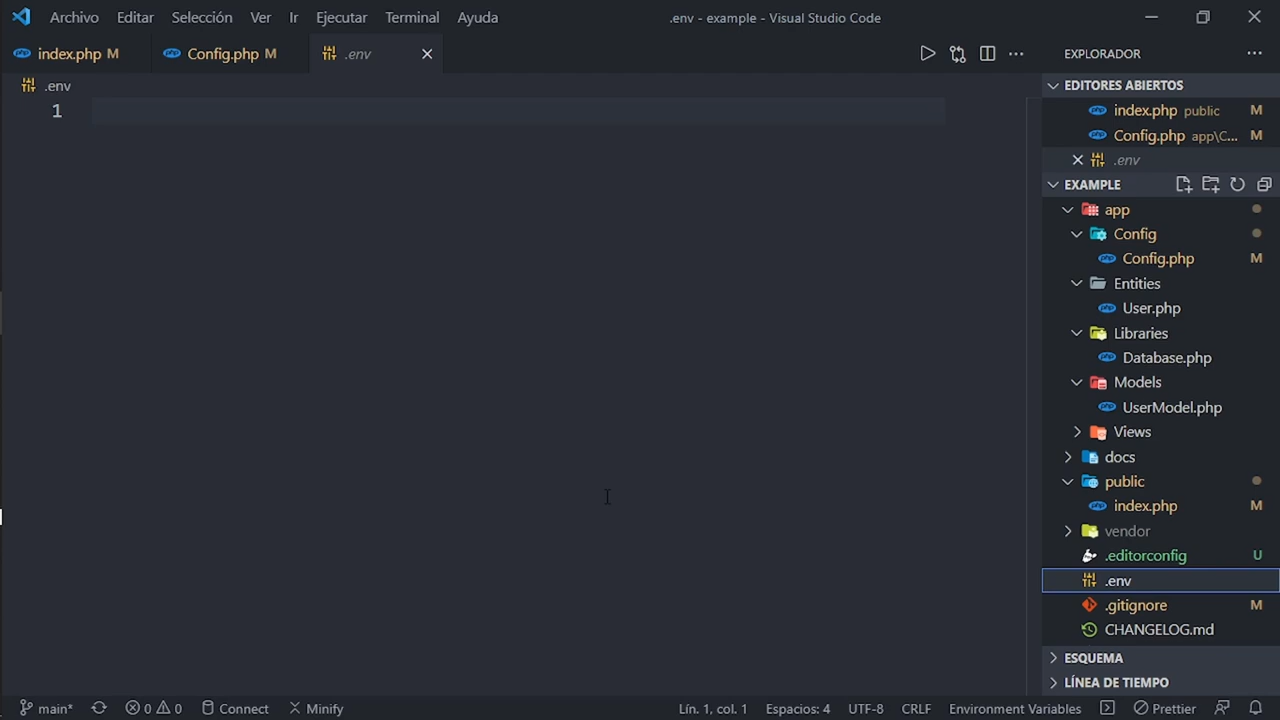 Archivo Editar Selección Ver Ir Ejecutar Terminal Ayuda .env - example - Visual Studio Code
index.php M Config.php M .env
.env
1
EXPLORADOR
EDITORES ABIERTOS
index.php public M
Config.php app\C... M
.env
EXAMPLE
app
Config
Config.php M
Entities
User.php
Libraries
Database.php
Models
UserModel.php
Views
docs
public
index.php M
vendor
.editorconfig U
.env
.gitignore M
CHANGELOG.md
ESQUEMA
LÍNEA DE TIEMPO
main* 0 0 Connect Minify Lín. 1, col. 1 Espacios: 4 UTF-8 CRLF Environment Variables Prettier